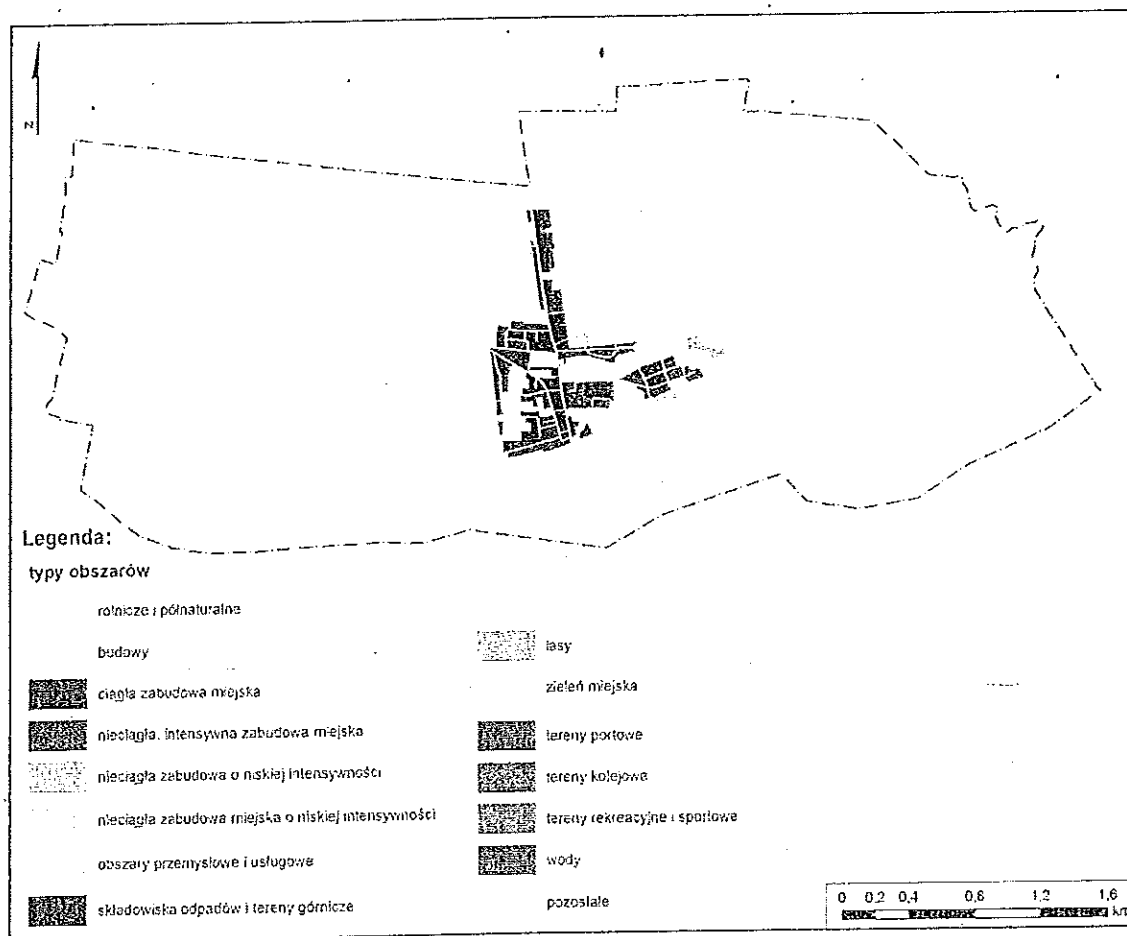 N
Legenda:
typy obszarów
rolnicze i półnaturalne
budowy
ciągła zabudowa miejska
nieciągła, intensywna zabudowa miejska
nieciągła zabudowa o niskiej intensywności
nieciągła zabudowa miejska o niskiej intensywności
obszary przemysłowe i usługowe
składowiska odpadów i tereny górnicze
lasy
zieleń miejska
tereny portowe
tereny kolejowe
tereny rekreacyjne i sportowe
wody
pozostałe
0 0,2 0,4 0,8 1,2 1,6
km